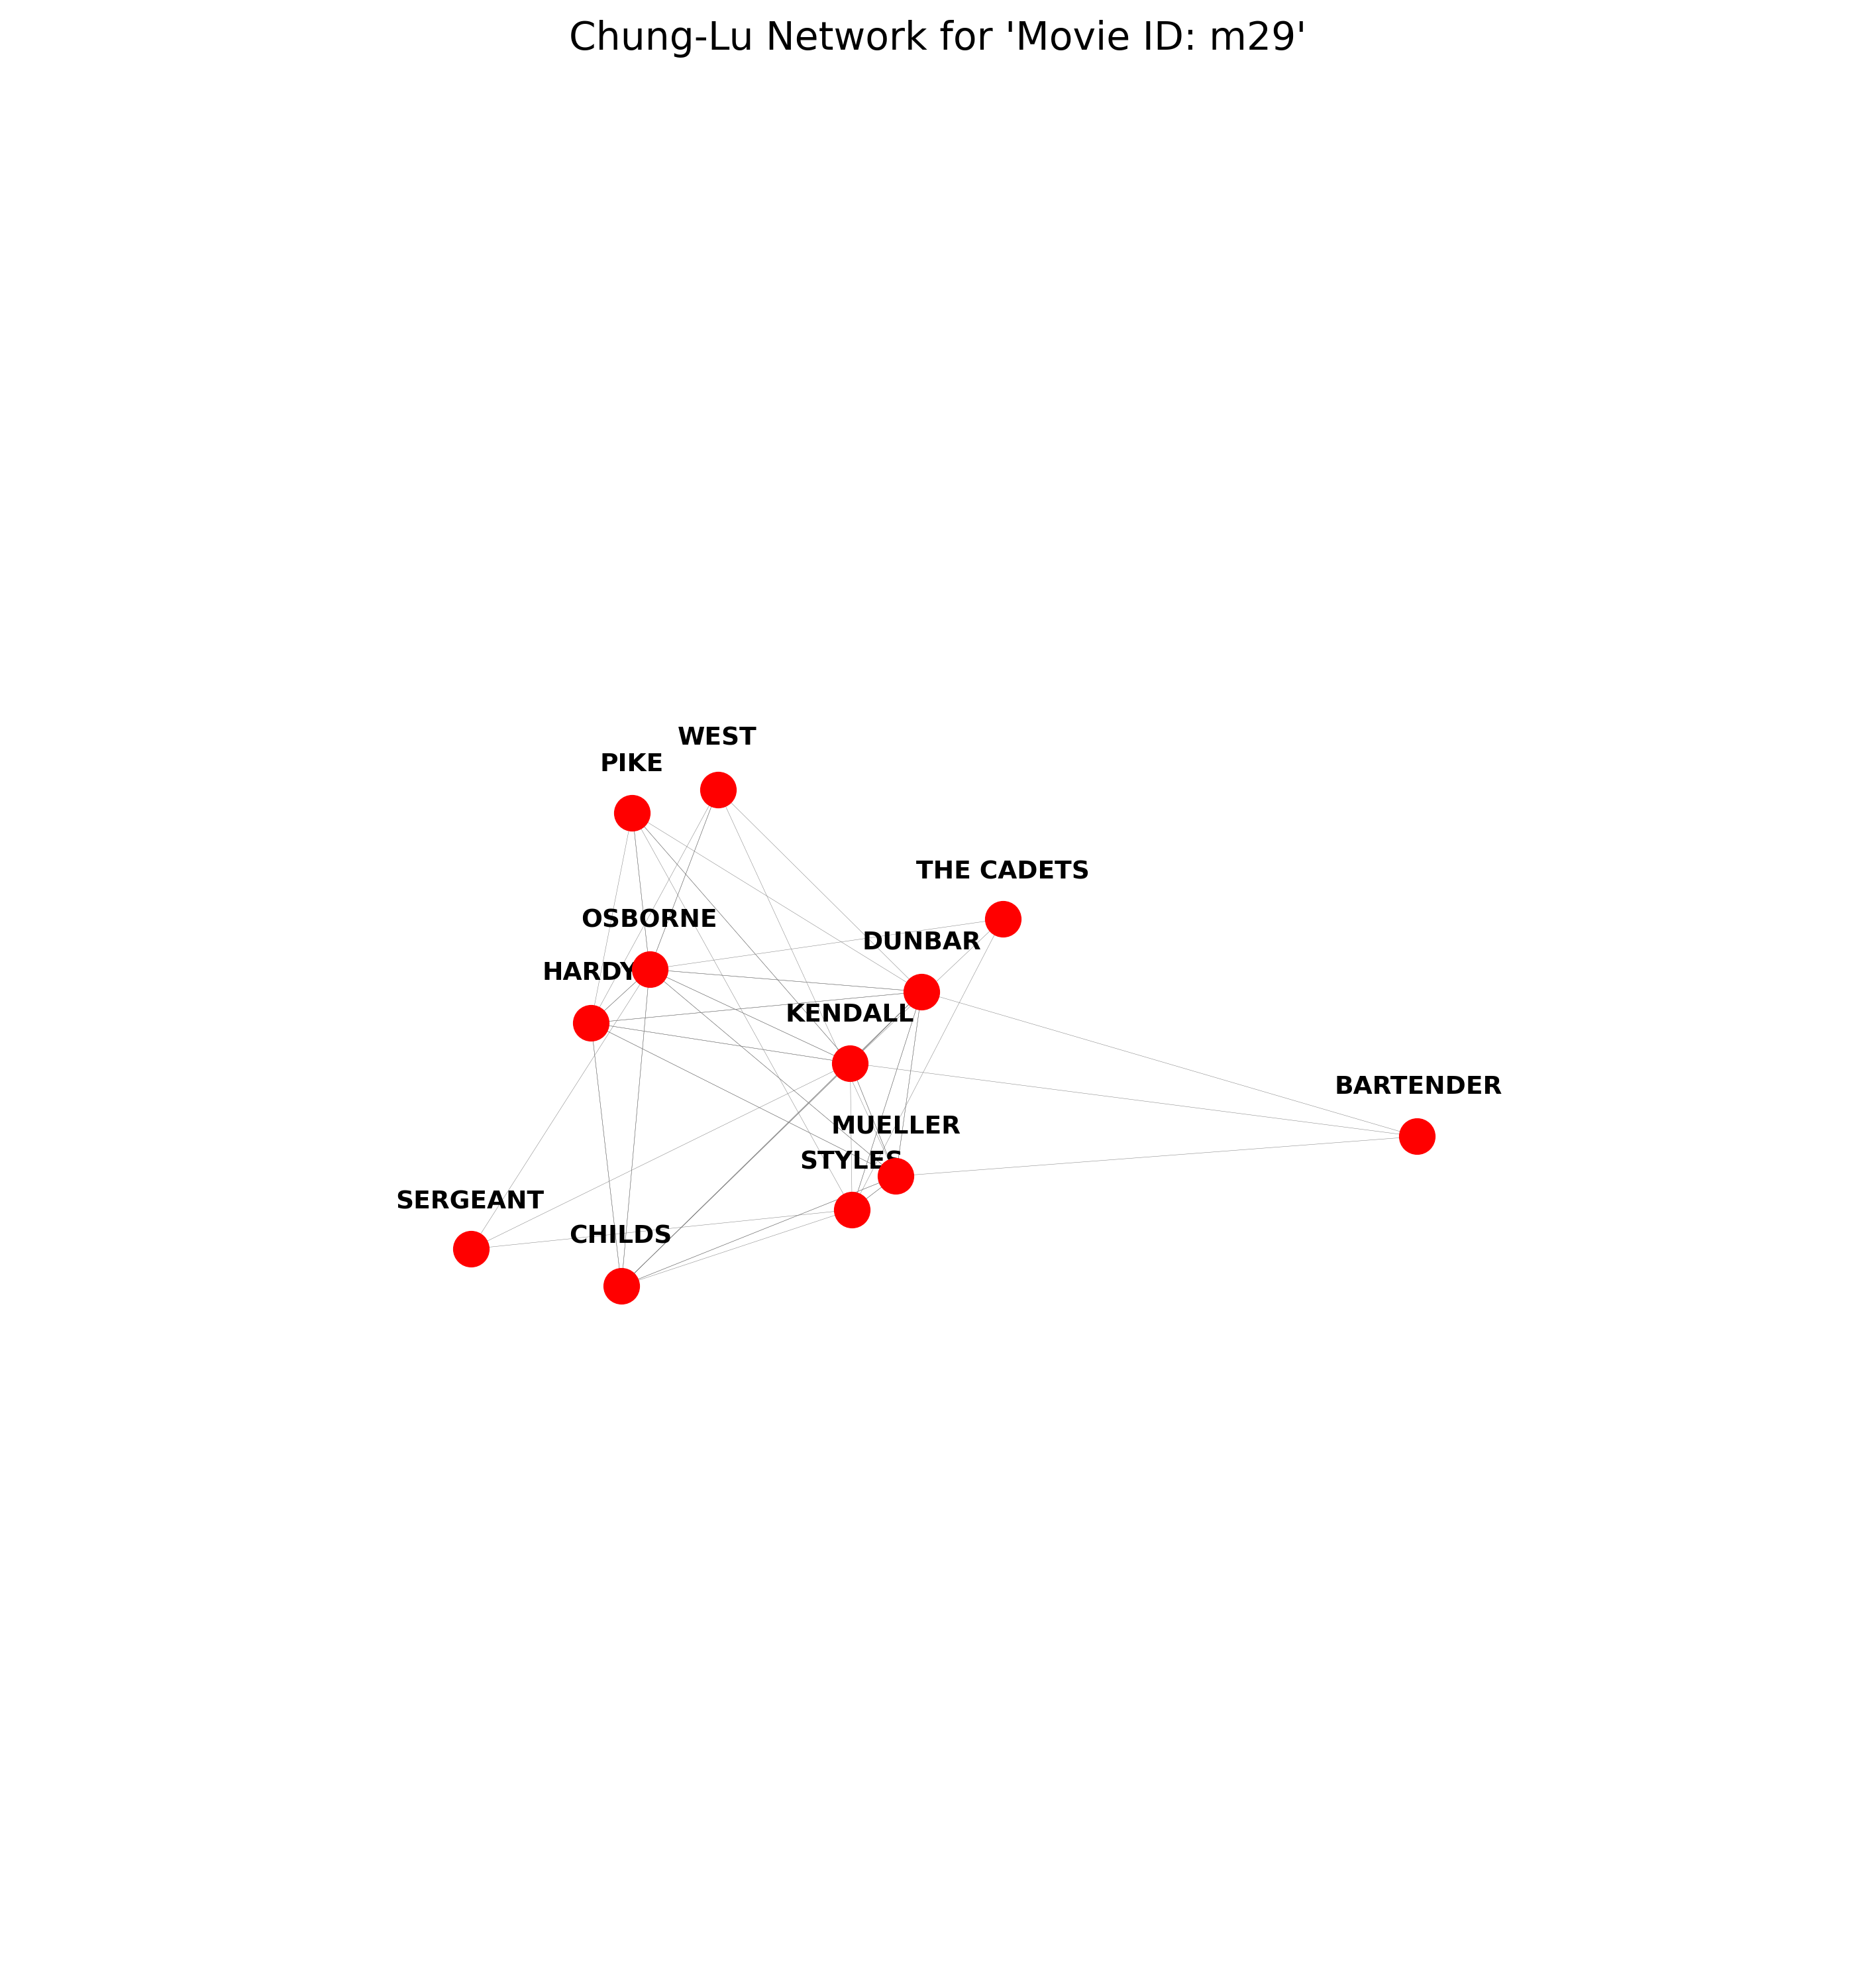 Chung-Lu Network for 'Movie ID: m29'
WEST
PIKE
THE CADETS
OSBORNE
DUNBAR
HARDY
KENDALL
BARTENDER
MUELLER
STYLES
SERGEANT
CHILDS